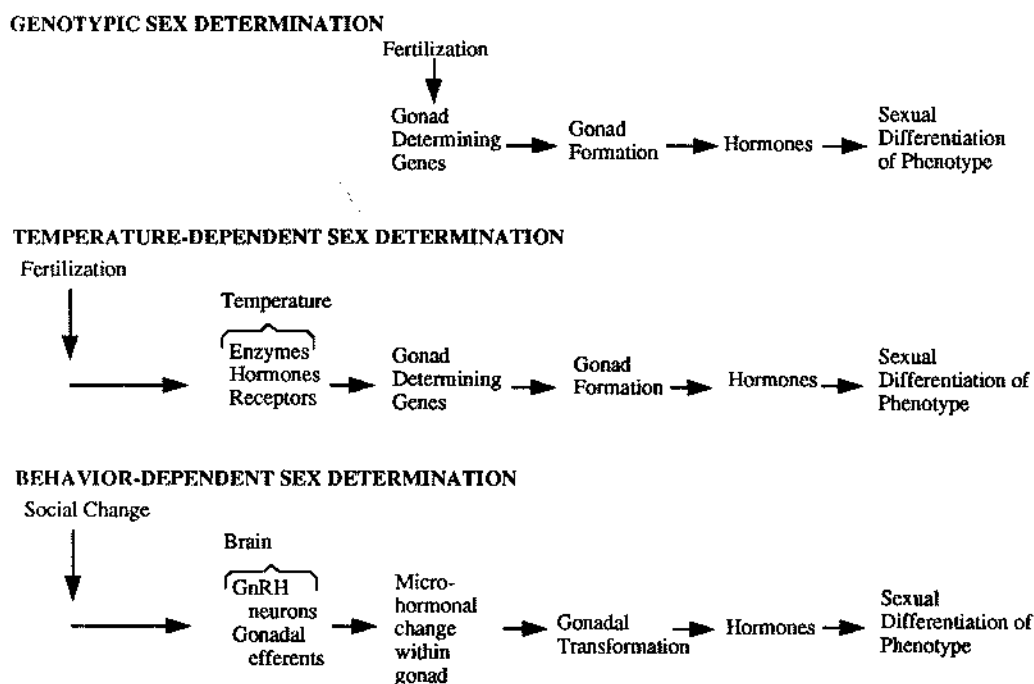 GENOTYPIC SEX DETERMINATION
Fertilization
Gonad
Determining
Genes
Gonad
Formation
Hormones
Sexual
Differentiation
of Phenotype
TEMPERATURE-DEPENDENT SEX DETERMINATION
Fertilization
Temperature
Enzymes
Hormones
Receptors
Gonad
Determining
Genes
Gonad
Formation
Hormones
Sexual
Differentiation of
Phenotype
BEHAVIOR-DEPENDENT SEX DETERMINATION
Social Change
Brain
GnRH
neurons
Gonadal
efferents
Micro-
hormonal
change
within
gonad
Gonadal
Transformation
Hormones
Sexual
Differentiation of
Phenotype